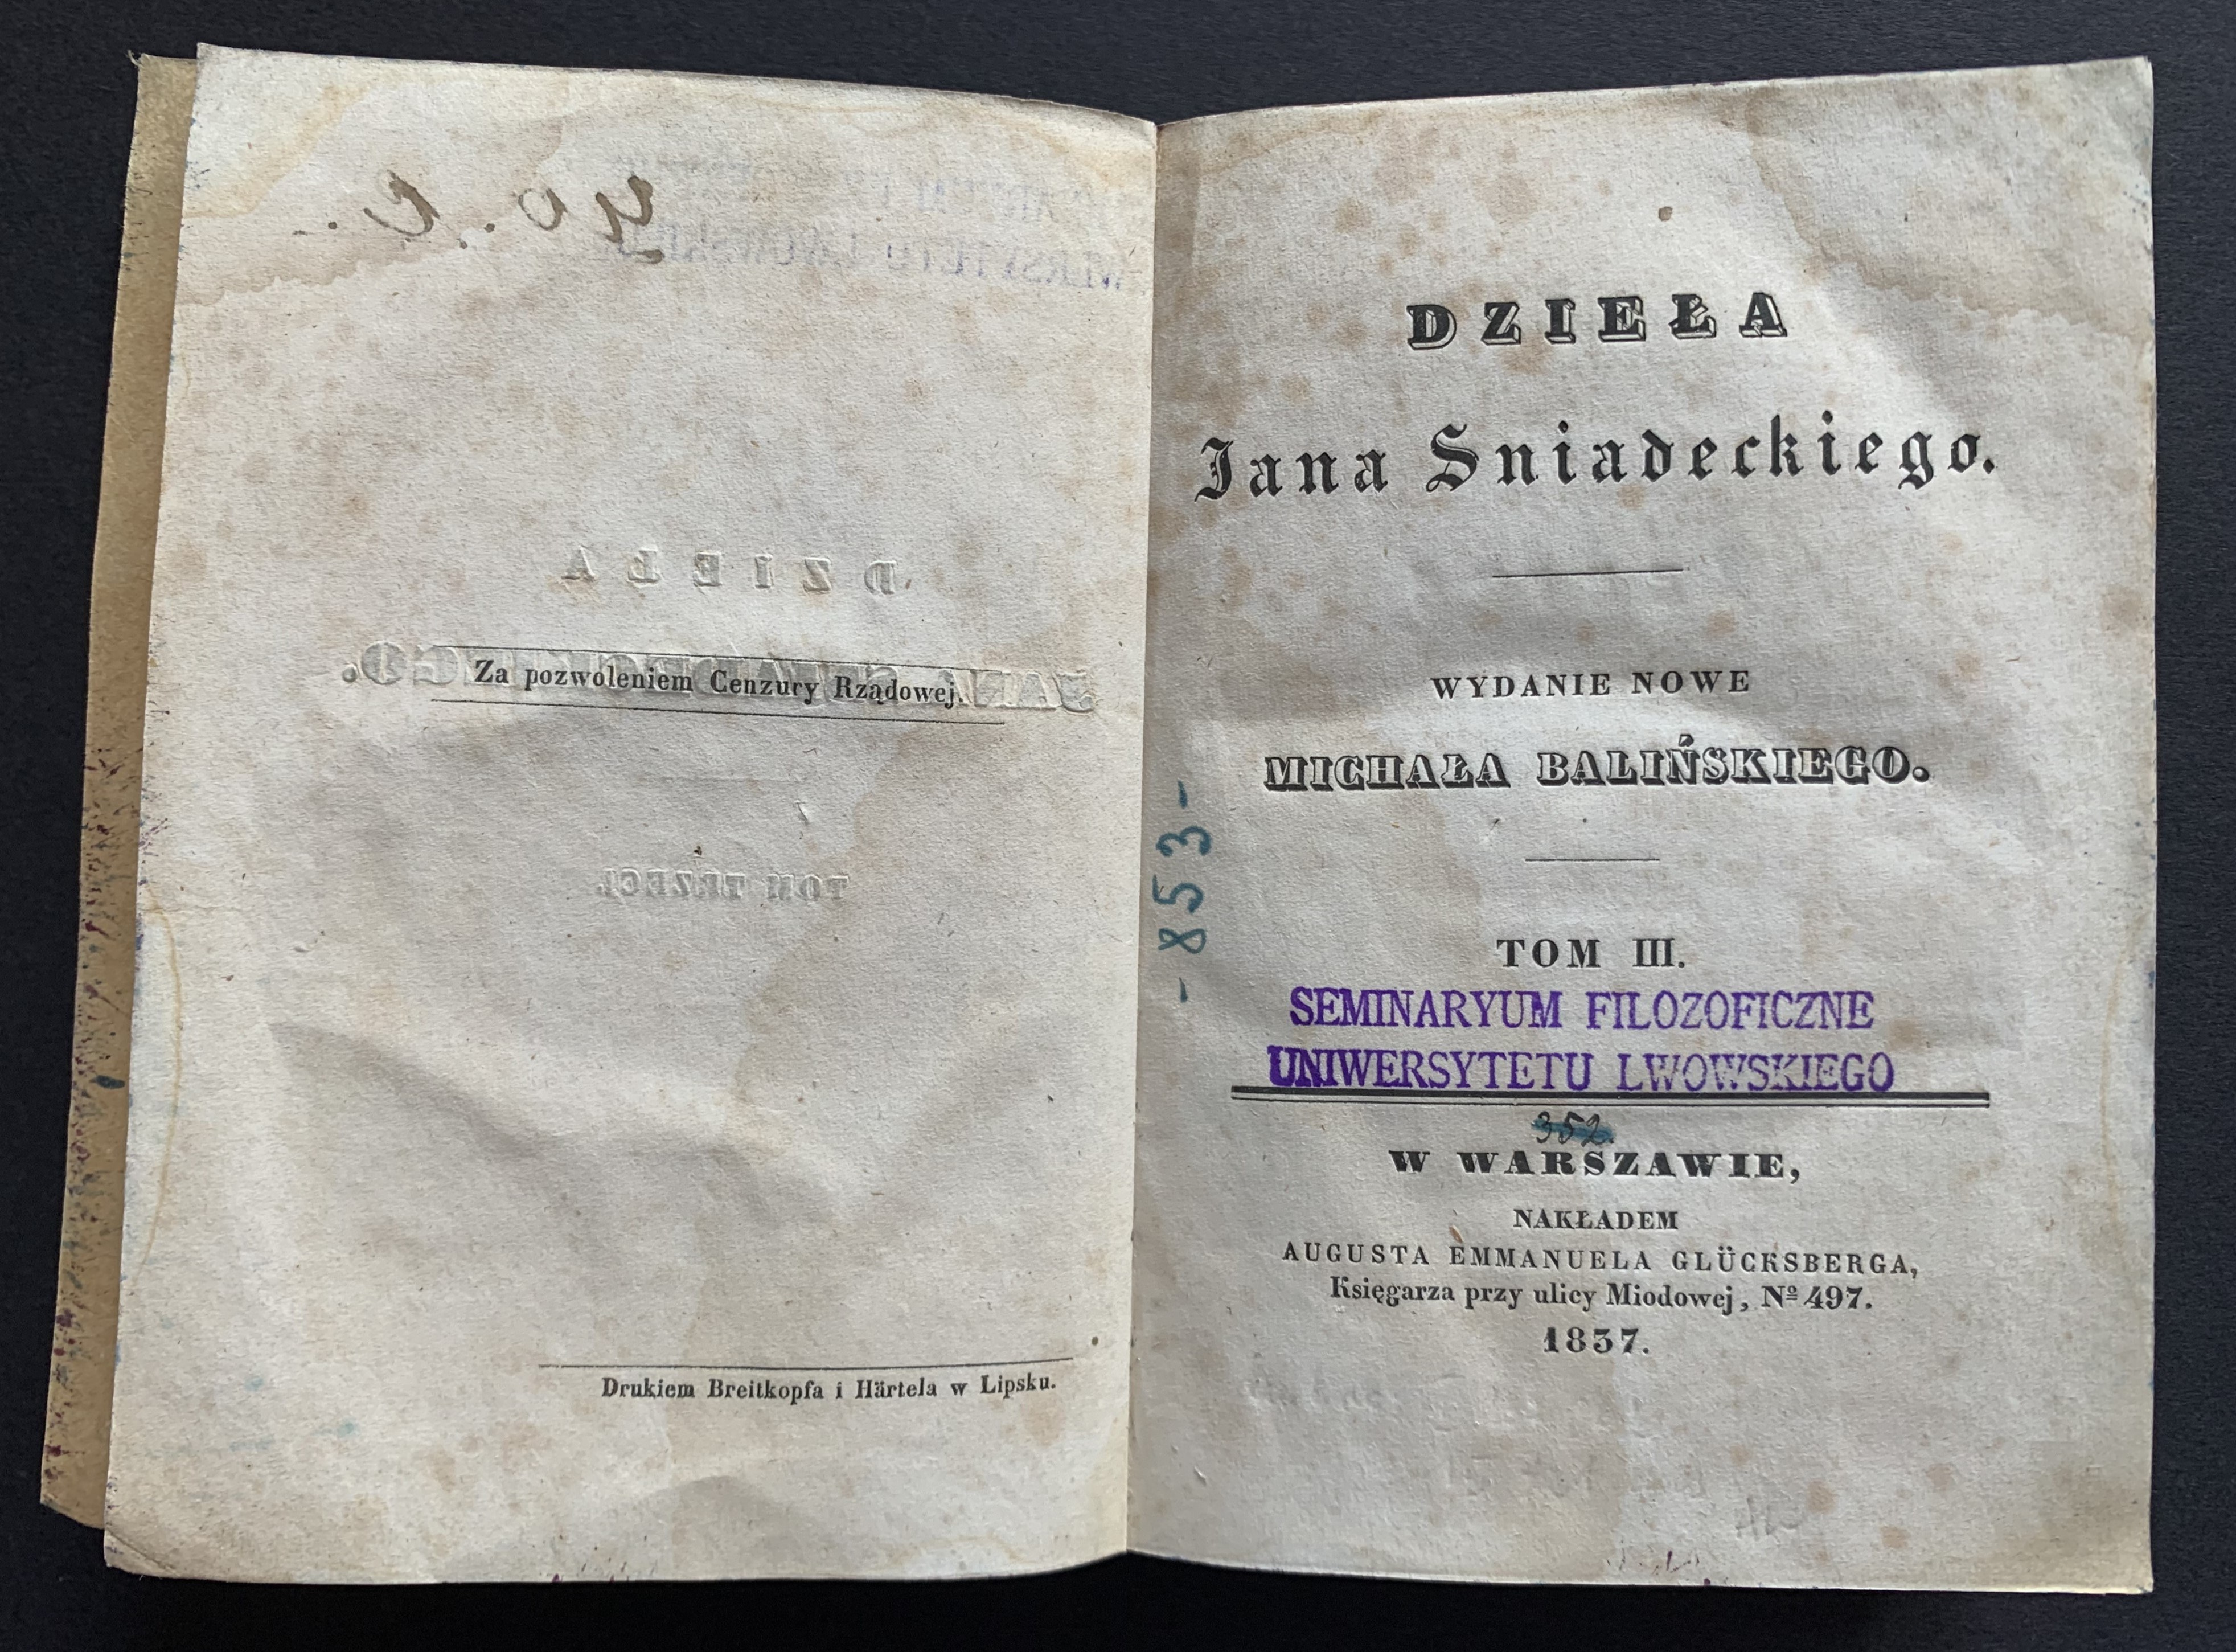 Za pozwoleniem Cenzury Rządowej.
Drukiem Breitkopfa i Härtela w Lipsku.
DZIEŁA
Jana Sniadeckiego.
WYDANIE NOWE
MICHAŁA BALIŃSKIEGO.
-853-
TOM III.
SEMINARYUM FILOZOFICZNE
UNIWERSYTETU LWOWSKIEGO
352.
W WARSZAWIE,
NAKŁADEM
AUGUSTA EMMANUELA GLÜCKSBERGA,
Księgarza przy ulicy Miodowej, Nº 497.
1837.